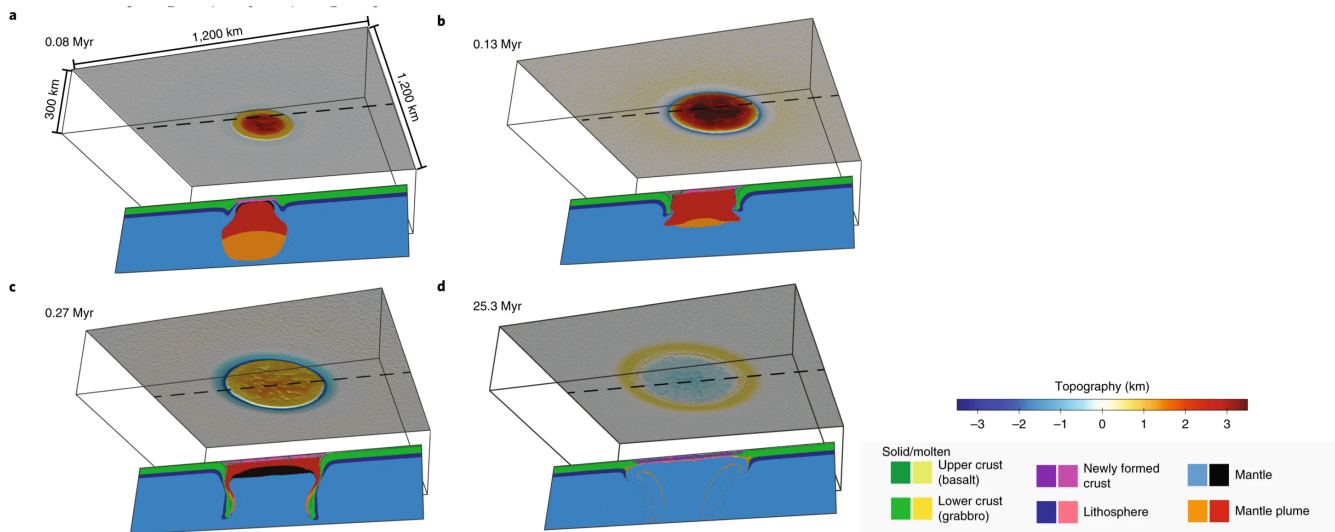 a
0.08 Myr
1,200 km
1,200 km
300 km
b
0.13 Myr
c
0.27 Myr
d
25.3 Myr
Topography (km)
−3 −2 −1 0 1 2 3
Solid/molten
Upper crust
(basalt)
Lower crust
(grabbro)
Newly formed
crust
Lithosphere
Mantle
Mantle plume